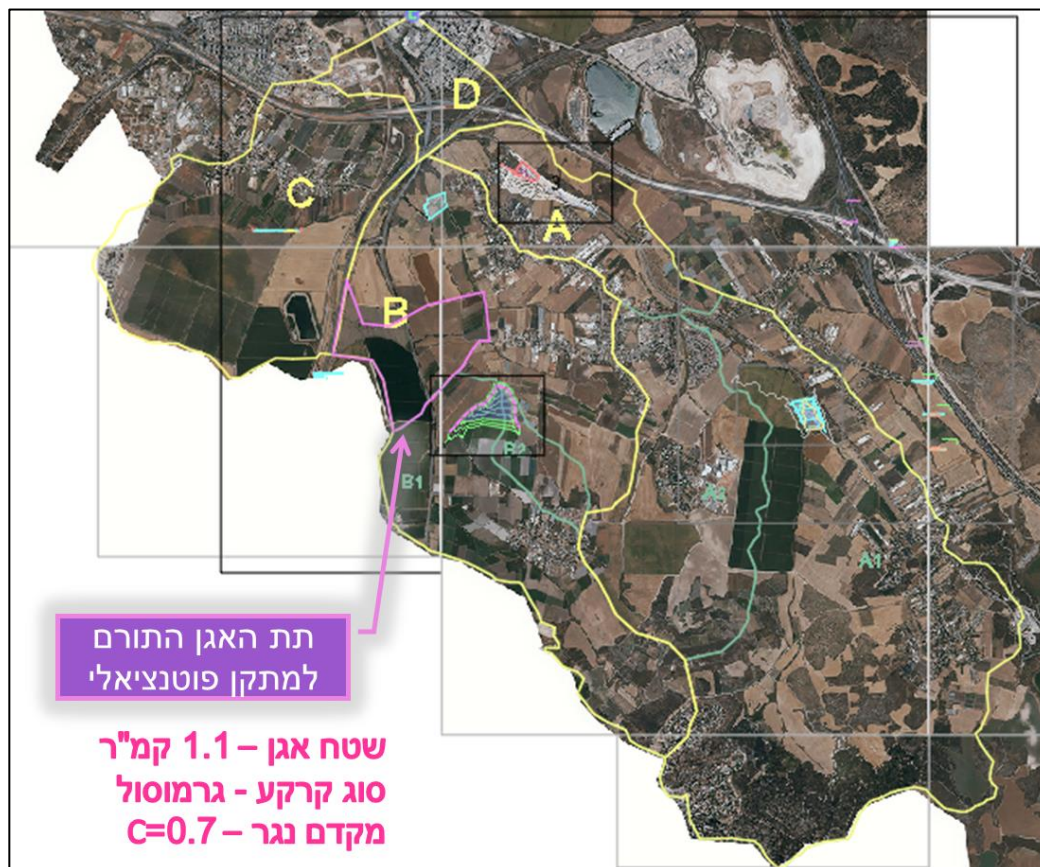 D
C
3
A
B
B2
B1
A2
A1
תת האגן התורם
למתקן פוטנציאלי
שטח אגן – 1.1 קמ"ר
סוג קרקע - גרמוסול
מקדם נגר – C=0.7